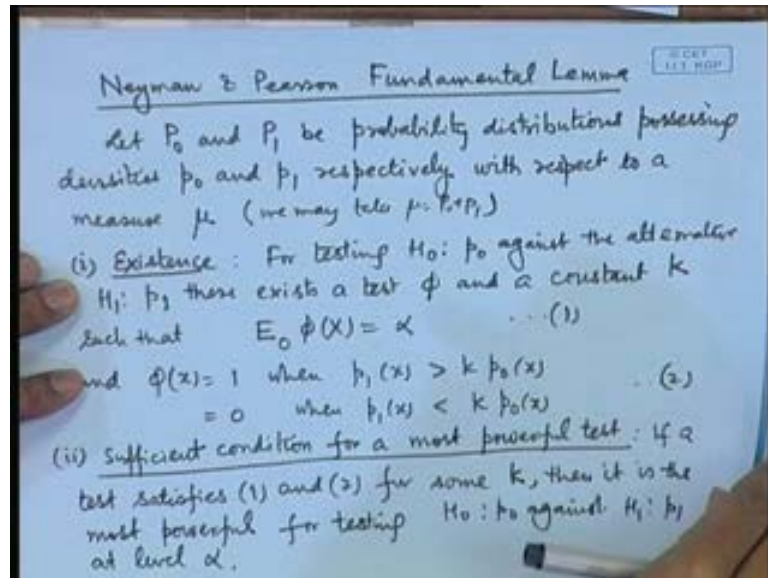 Neyman & Pearson Fundamental Lemma
© CET
I.I.T. KGP
Let P₀ and P₁ be probability distributions possessing
densities p₀ and p₁ respectively with respect to a
measure μ (we may take μ = P₀+P₁)
(i) Existence : For testing H₀: p₀ against the alternative
H₁: p₁ there exists a test ϕ and a constant k
such that E₀ ϕ(X) = α ...(1)
and ϕ(x) = 1 when p₁(x) > k p₀(x)
= 0 when p₁(x) < k p₀(x) ..(2)
(ii) Sufficient condition for a most powerful test : If a
test satisfies (1) and (2) for some k, then it is the
most powerful for testing H₀ : p₀ against H₁ : p₁
at level α.